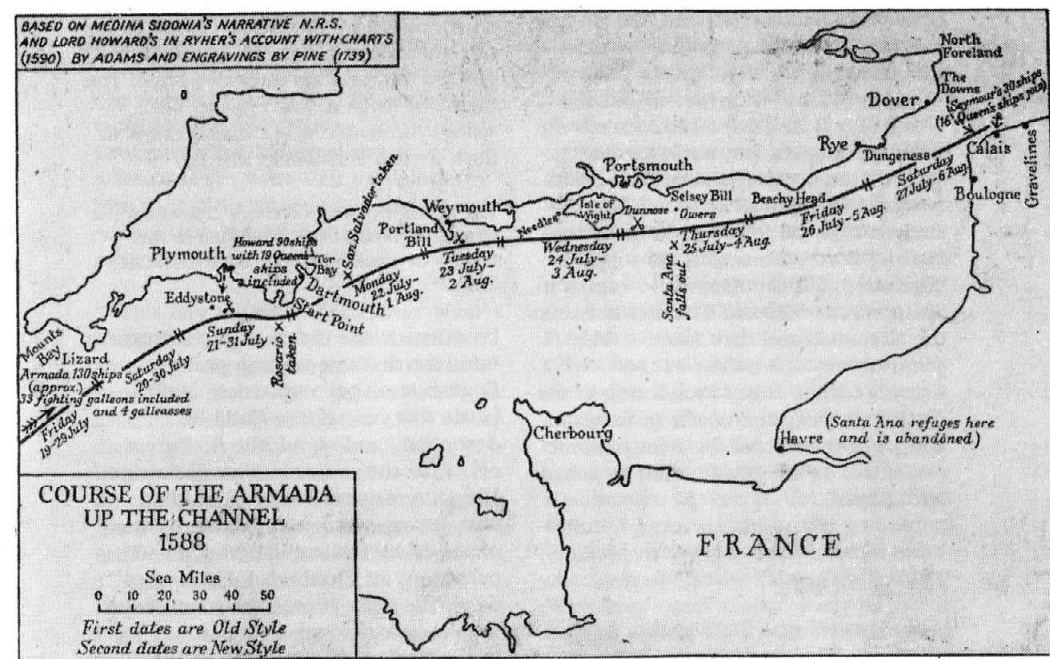 BASED ON MEDINA SIDONIA'S NARRATIVE N.R.S.
AND LORD HOWARD'S IN RYHER'S ACCOUNT WITH CHARTS
(1590) BY ADAMS AND ENGRAVINGS BY PINE (1739)
North
Foreland
The
Downs
(Seymour's 30 ships
(16 Queen's ships, 1588)
Dover
Rye
Dungeness
Calais
Gravelines
Boulogne
Saturday
27 July-6 Aug.
Beachy Head
Friday
26 July-5 Aug.
Portsmouth
Selsey Bill
Isle of
Wight
Dunnose
Owers
Needles
Thursday
25 July-4 Aug.
Santa Ana
falls out
Wednesday
24 July-
3 Aug.
Weymouth
Portland
Bill
Tuesday
23 July-
2 Aug.
San Salvador taken
Howard 90 ships
with 19 Queen's
ships
included
Plymouth
Tor
Bay
Dartmouth
Monday
22 July-
1 Aug.
Eddystone
Start Point
Sunday
21-31 July
Rosario
taken
Mounts
Bay
Lizard
Saturday
20-30 July
Armada 130 ships
(approx.)
33 fighting galleons included
and 4 galleasses
Friday
19-29 July
Cherbourg
(Santa Ana refuges here
Havre and is abandoned)
FRANCE
COURSE OF THE ARMADA
UP THE CHANNEL
1588
Sea Miles
0 10 20 30 40 50
First dates are Old Style
Second dates are New Style